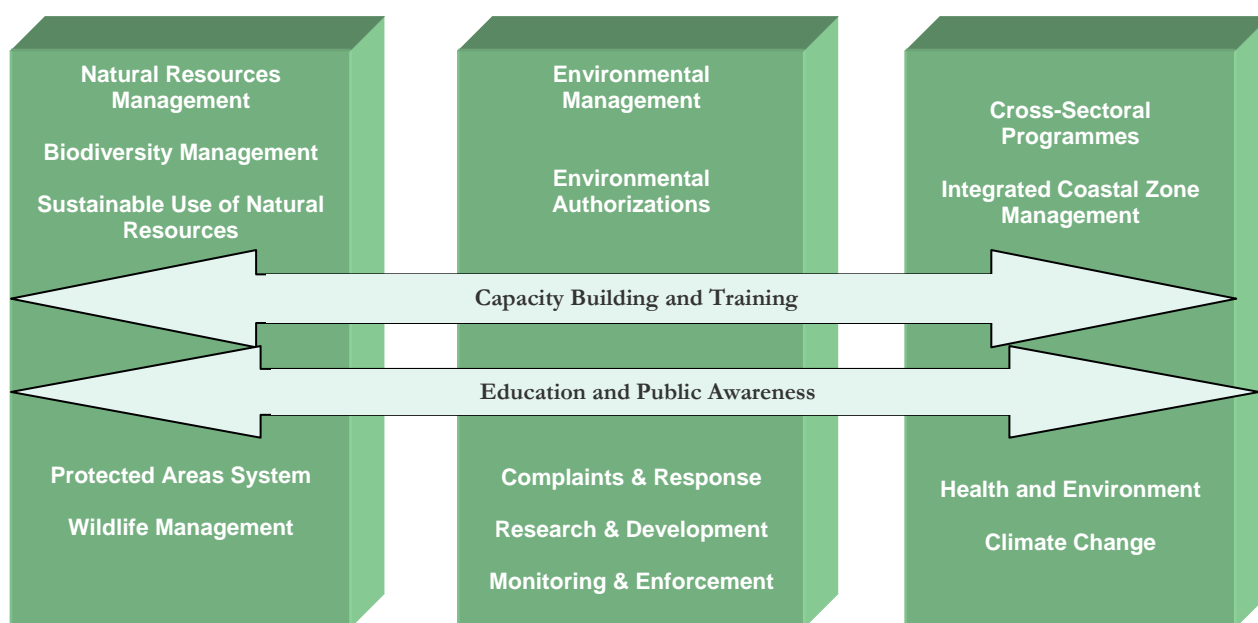 Natural Resources
Management
Biodiversity Management
Sustainable Use of Natural
Resources
Environmental
Management
Environmental
Authorizations
Cross-Sectoral
Programmes
Integrated Coastal Zone
Management
Capacity Building and Training
Education and Public Awareness
Protected Areas System
Wildlife Management
Complaints & Response
Research & Development
Monitoring & Enforcement
Health and Environment
Climate Change